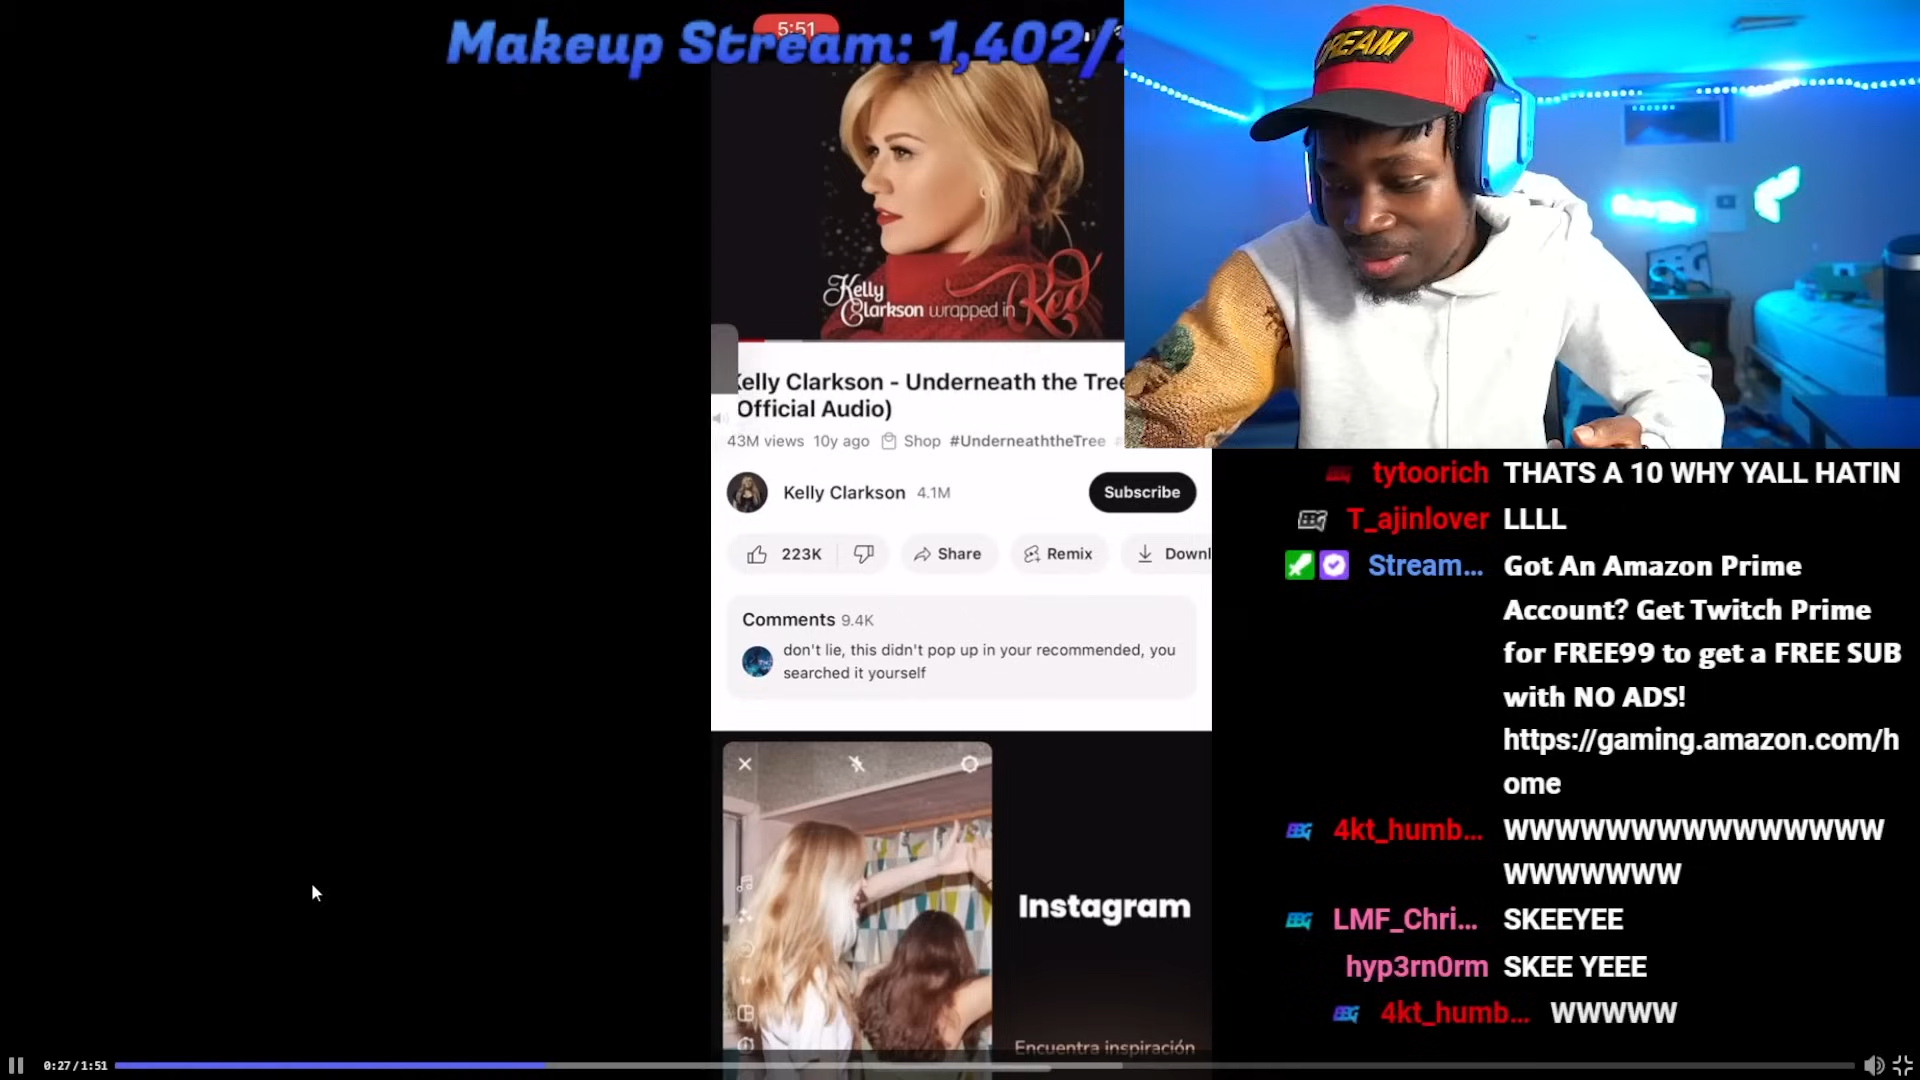 5:51
Makeup Stream: 1,402/
DREAM
Kelly
Clarkson wrapped in Red
Kelly Clarkson - Underneath the Tree
Official Audio)
43M views 10y ago Shop #UnderneaththeTree
Kelly Clarkson 4.1M Subscribe
223K Share Remix Downl
Comments 9.4K
don't lie, this didn't pop up in your recommended, you
searched it yourself
Instagram
Encuentra inspiración
tytoorich THATS A 10 WHY YALL HATIN
T_ajinlover LLLL
Stream... Got An Amazon Prime
Account? Get Twitch Prime
for FREE99 to get a FREE SUB
with NO ADS!
https://gaming.amazon.com/h
ome
4kt_humb... WWWWWWWWWWWWWWW
WWWWWWW
LMF_Chri... SKEEYEE
hyp3rn0rm SKEE YEEE
4kt_humb... WWWWW
0:27/1:51